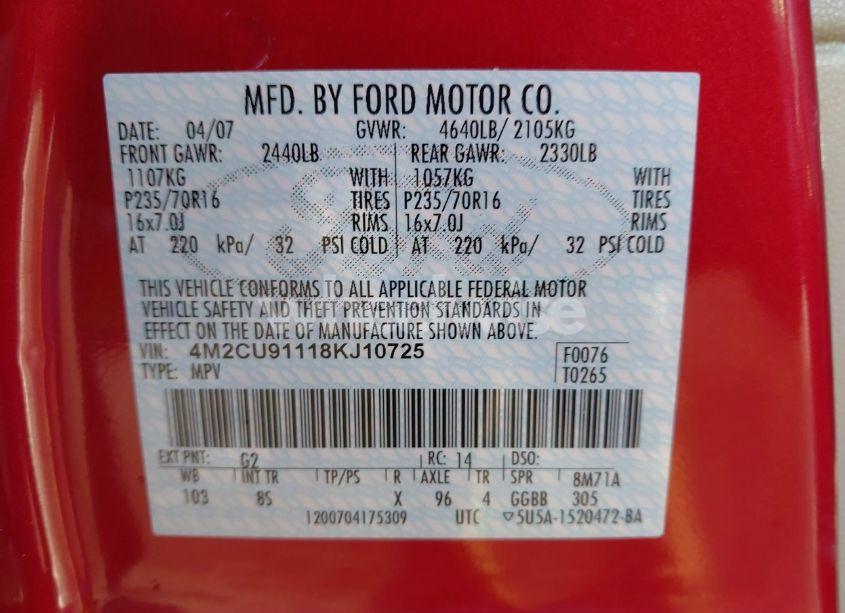 MFD. BY FORD MOTOR CO.
DATE: 04/07 GVWR: 4640LB/ 2105KG
FRONT GAWR: 2440LB REAR GAWR: 2330LB
1107KG WITH 1057KG WITH
P235/70R16 TIRES P235/70R16 TIRES
16x7.0J RIMS 16x7.0J RIMS
AT 220 kPa/ 32 PSI COLD AT 220 kPa/ 32 PSI COLD
THIS VEHICLE CONFORMS TO ALL APPLICABLE FEDERAL MOTOR
VEHICLE SAFETY AND THEFT PREVENTION STANDARDS IN
EFFECT ON THE DATE OF MANUFACTURE SHOWN ABOVE.
VIN: 4M2CU91118KJ10725 F0076
TYPE: MPV T0265
EXT PNT: G2 RC: 14 DSO:
WB INT TR TP/PS R AXLE TR SPR 8M71A
103 8S X 96 4 GGBB 305
1200704175309 UTC ▽5U5A-1520472-BA